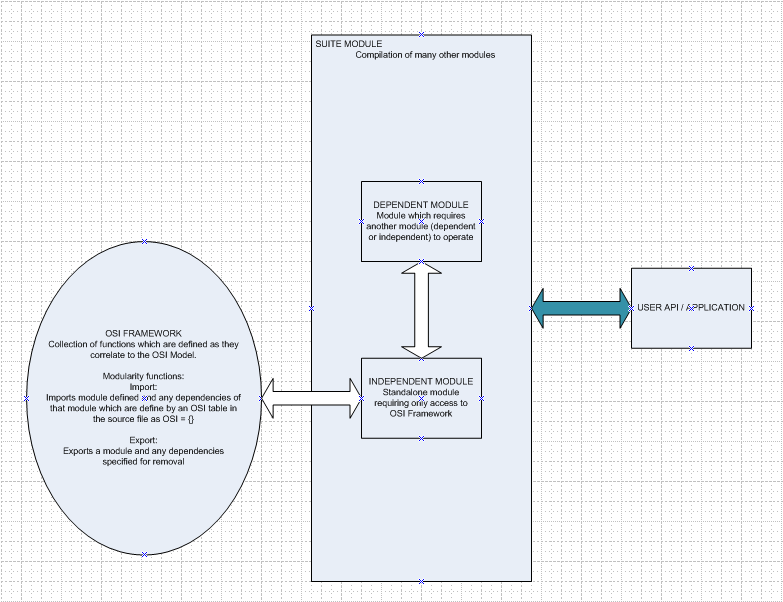 SUITE MODULE
Compilation of many other modules
DEPENDENT MODULE
Module which requires
another module (dependent
or independent) to operate
OSI FRAMEWORK
Collection of functions which are defined as they
correlate to the OSI Model.
Modularity functions:
Import:
Imports module defined and any dependencies of
that module which are define by an OSI table in
the source file as OSI = {}
Export:
Exports a module and any dependencies
specified for removal
INDEPENDENT MODULE
Standalone module
requiring only access to
OSI Framework
USER API / APPLICATION